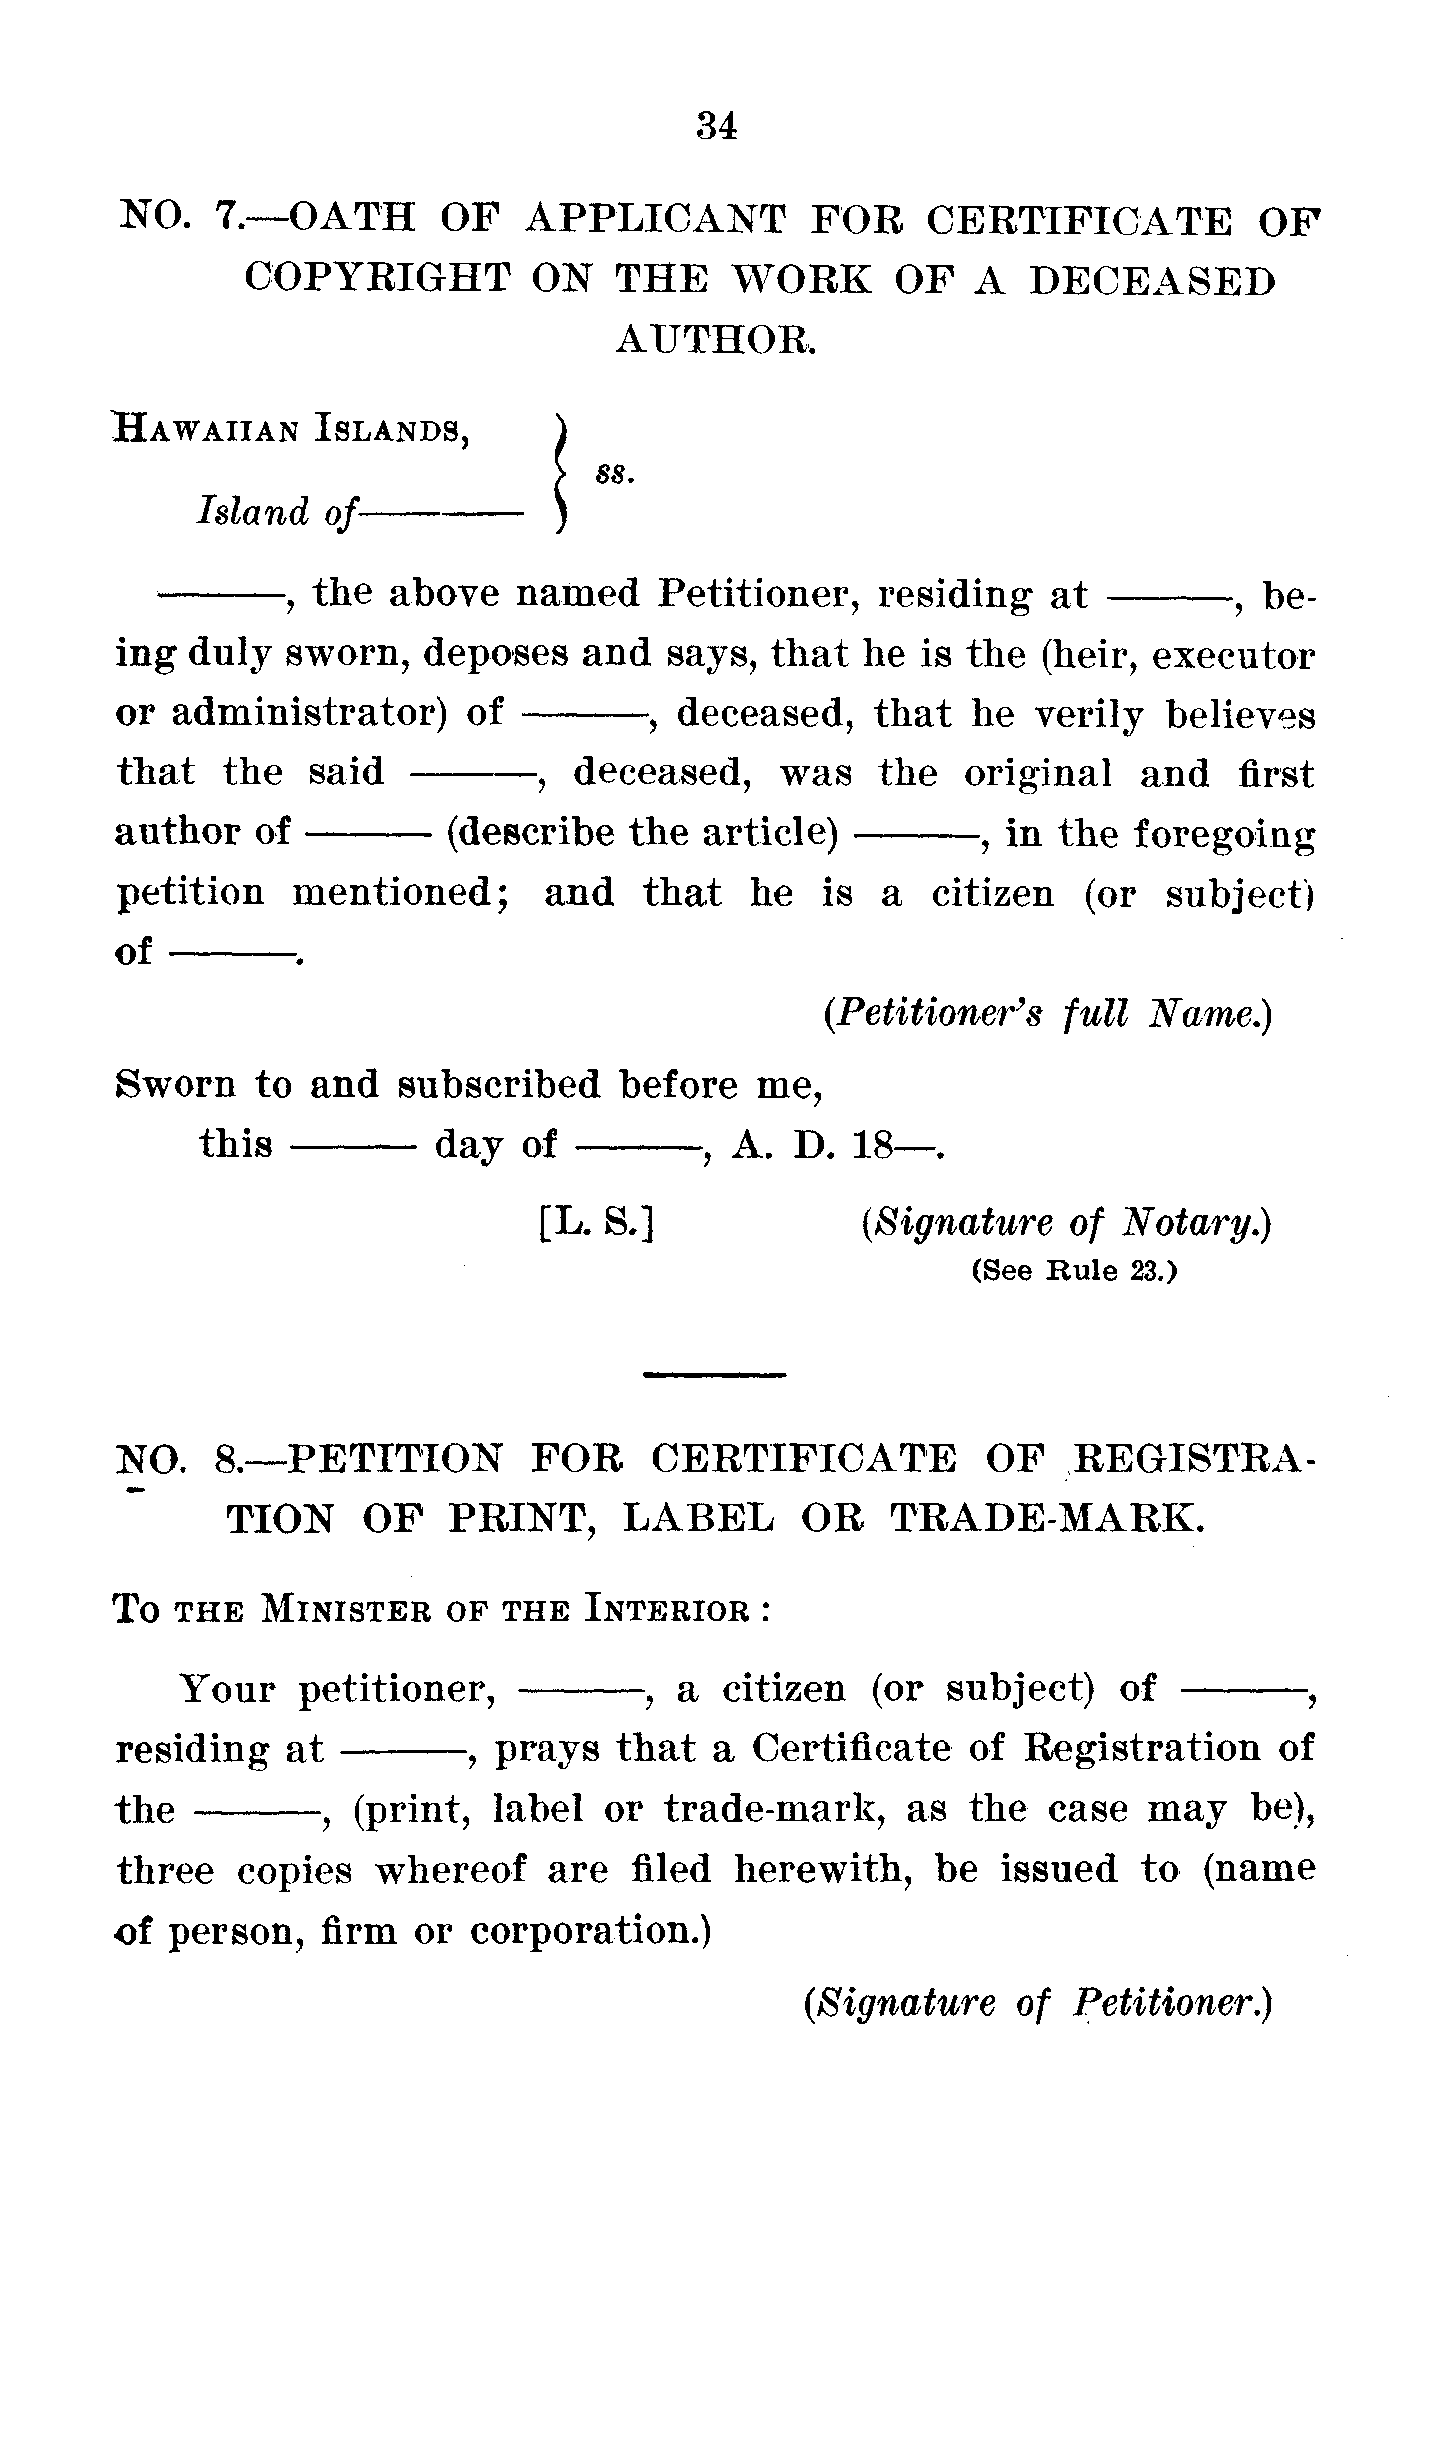 34
NO. 7.—OATH OF APPLICANT FOR CERTIFICATE OF
COPYRIGHT ON THE WORK OF A DECEASED
AUTHOR.
HAWAIIAN ISLANDS,
ss.
Island of———
———, the above named Petitioner, residing at ———, be-
ing duly sworn, deposes and says, that he is the (heir, executor
or administrator) of ———, deceased, that he verily believes
that the said ———, deceased, was the original and first
author of ——— (describe the article) ———, in the foregoing
petition mentioned; and that he is a citizen (or subject)
of ———.
(Petitioner's full Name.)
Sworn to and subscribed before me,
this ——— day of ———, A. D. 18—.
[L. S.] (Signature of Notary.)
(See Rule 23.)
NO. 8.—PETITION FOR CERTIFICATE OF REGISTRA-
TION OF PRINT, LABEL OR TRADE-MARK.
TO THE MINISTER OF THE INTERIOR :
Your petitioner, ———, a citizen (or subject) of ———,
residing at ———, prays that a Certificate of Registration of
the ———, (print, label or trade-mark, as the case may be),
three copies whereof are filed herewith, be issued to (name
of person, firm or corporation.)
(Signature of Petitioner.)